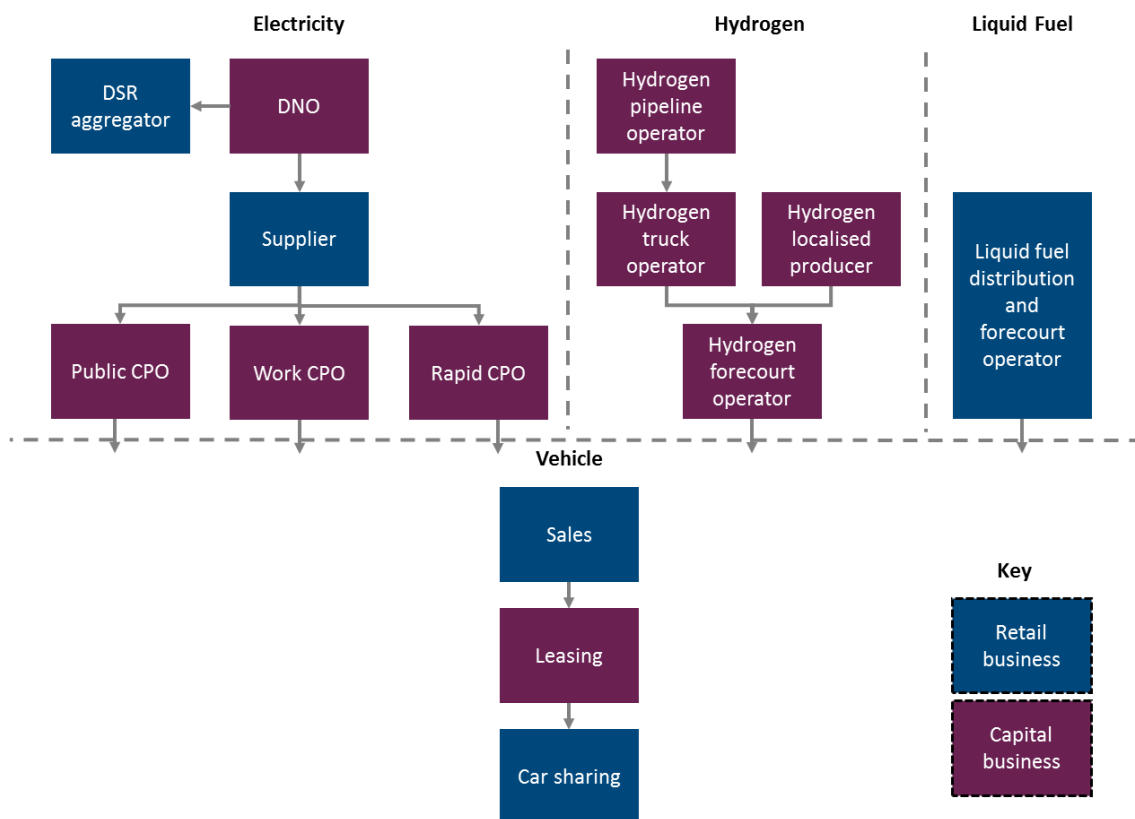 Electricity
Hydrogen
Liquid Fuel
DSR
aggregator
DNO
Hydrogen
pipeline
operator
Supplier
Hydrogen
truck
operator
Hydrogen
localised
producer
Liquid fuel
distribution
and
forecourt
operator
Public CPO
Work CPO
Rapid CPO
Hydrogen
forecourt
operator
Vehicle
Sales
Leasing
Car sharing
Key
Retail
business
Capital
business